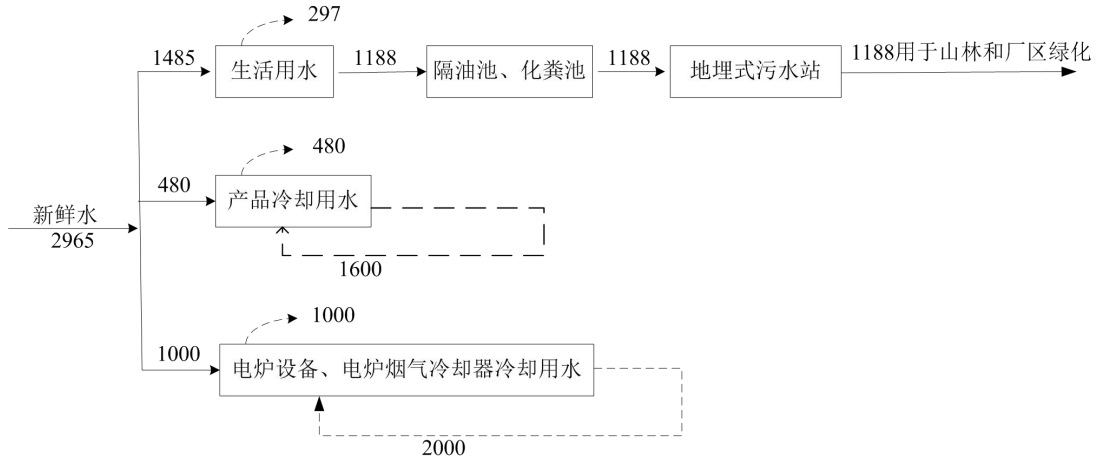 297
1485
生活用水
1188
隔油池、化粪池
1188
地埋式污水站
1188用于山林和厂区绿化
480
480
产品冷却用水
新鲜水
2965
1600
1000
1000
电炉设备、电炉烟气冷却器冷却用水
2000